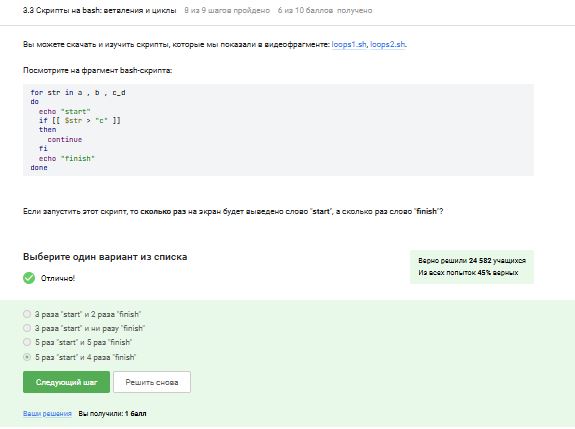 3.3 Скрипты на bash: ветвления и циклы 8 из 9 шагов пройдено 6 из 10 баллов получено
Вы можете скачать и изучить скрипты, которые мы показали в видеофрагменте: loops1.sh, loops2.sh.
Посмотрите на фрагмент bash-скрипта:
for str in a , b , c_d
do
echo "start"
if [[ $str > "c" ]]
then
continue
fi
echo "finish"
done
Если запустить этот скрипт, то сколько раз на экран будет выведено слово "start", а сколько раз слово "finish"?
Выберите один вариант из списка
Верно решили 24 582 учащихся
Из всех попыток 45% верных
Отлично!
3 раза "start" и 2 раза "finish"
3 раза "start" и ни разу "finish"
5 раз "start" и 5 раз "finish"
5 раз "start" и 4 раза "finish"
Следующий шаг Решить снова
Ваши решения Вы получили: 1 балл